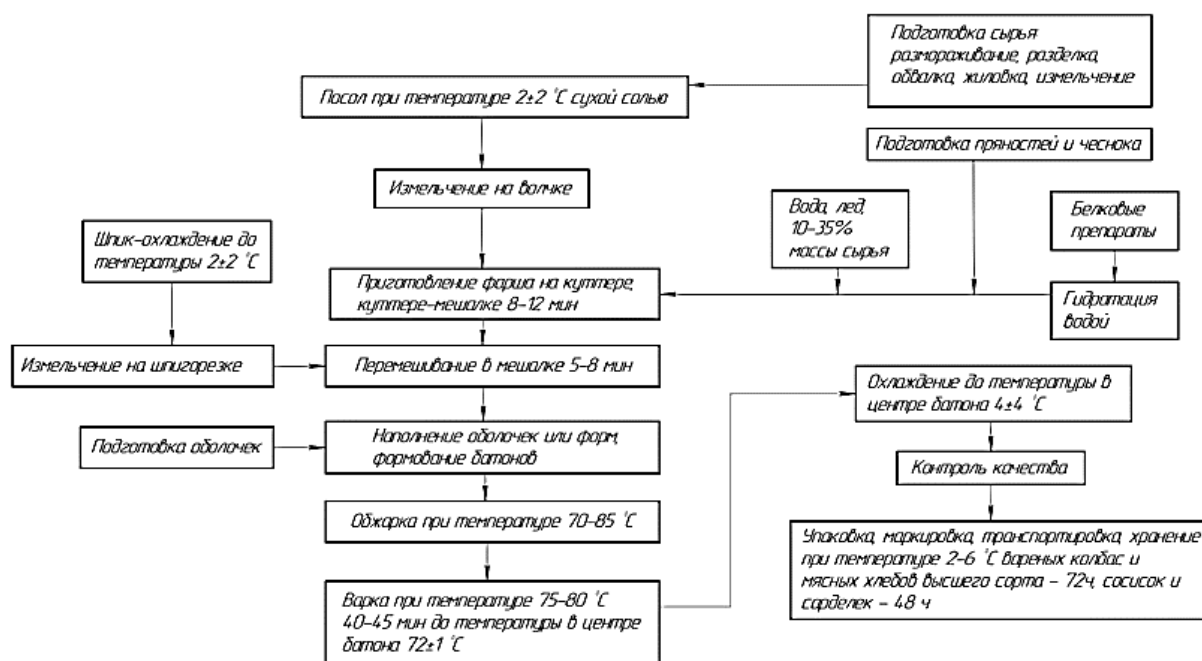 Подготовка сырья:
размораживание, разделка,
обвалка, жиловка, измельчение
Посол при температуре 2±2 °С сухой солью
Подготовка пряностей и чеснока
Измельчение на волчке
Вода, лед,
10-35%
массы сырья
Белковые
препараты
Шпик-охлаждение до
температуры 2±2 °С
Приготовление фарша на куттере,
куттере-мешалке 8-12 мин
Гидратация
водой
Измельчение на шпигорезке
Перемешивание в мешалке 5-8 мин
Охлаждение до температуры в
центре батона 4±4 °С
Подготовка оболочек
Наполнение оболочек или форм,
формование батонов
Контроль качества
Обжарка при температуре 70-85 °С
Упаковка, маркировка, транспортировка, хранение
при температуре 2-6 °С вареных колбас и
мясных хлебов высшего сорта - 72ч, сосисок и
сарделек - 48 ч
Варка при температуре 75-80 °С
40-45 мин до температуры в центре
батона 72±1 °С